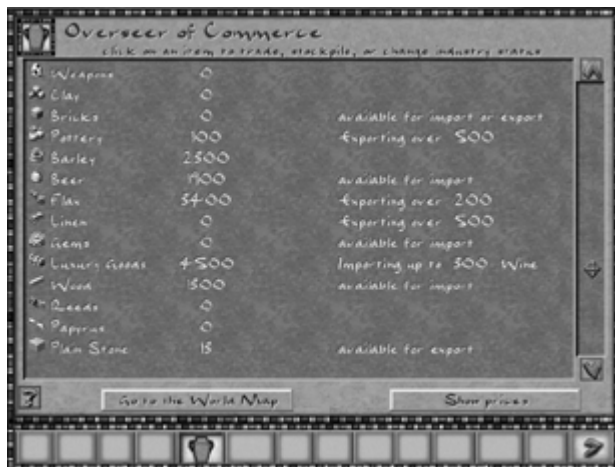 Overseer of Commerce
click on an item to trade, stockpile, or change industry status
Weapons 0
Clay 0
Bricks 0 available for import or export
Pottery 100 Exporting over 500
Barley 2300
Beer 1900 available for import
Flax 3400 Exporting over 200
Linen 0 Exporting over 500
Gems 0 available for import
Luxury Goods 4500 Importing up to 300 Wine
Wood 1300 available for import
Reeds 0
Papyrus 0
Plain Stone 18 available for export
? Go to the World Map Show prices